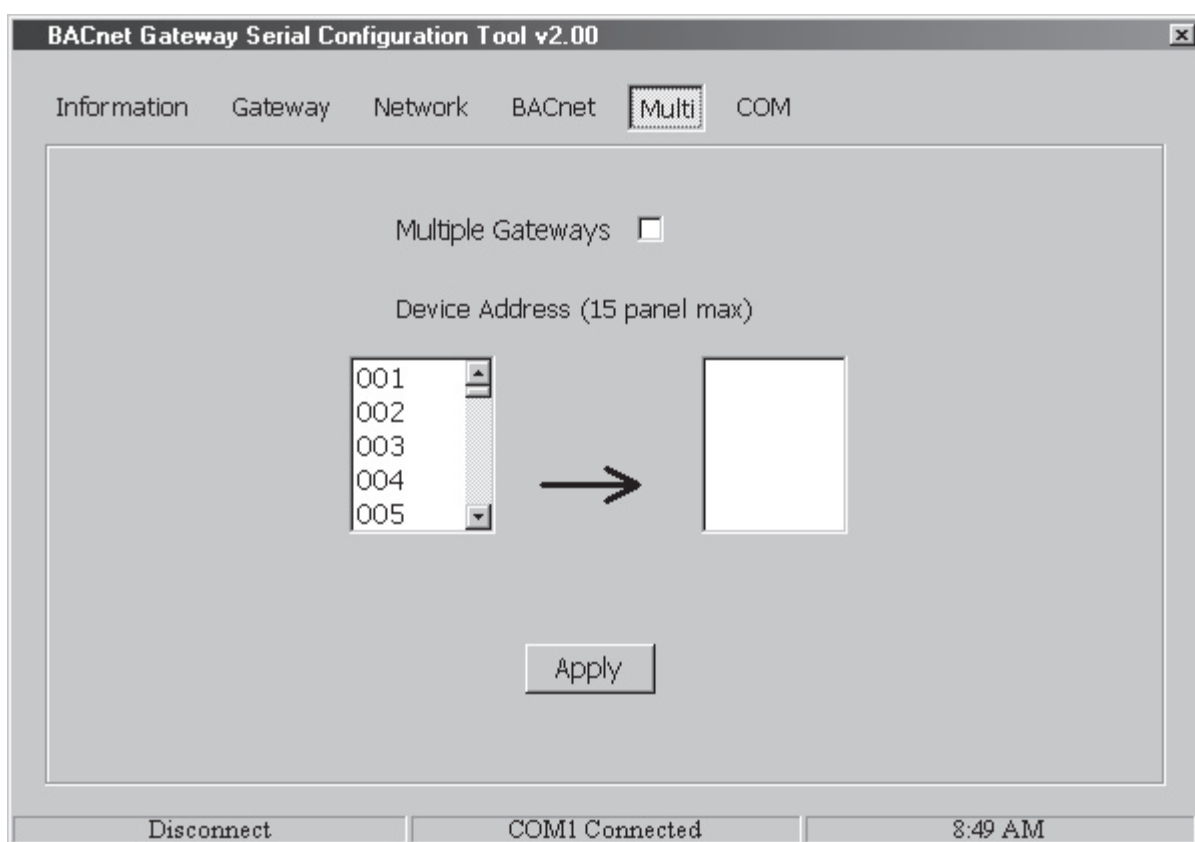 BACnet Gateway Serial Configuration Tool v2.00
Information Gateway Network BACnet Multi COM
Multiple Gateways
Device Address (15 panel max)
001
002
003
004
005
Apply
Disconnect COM1 Connected 8:49 AM